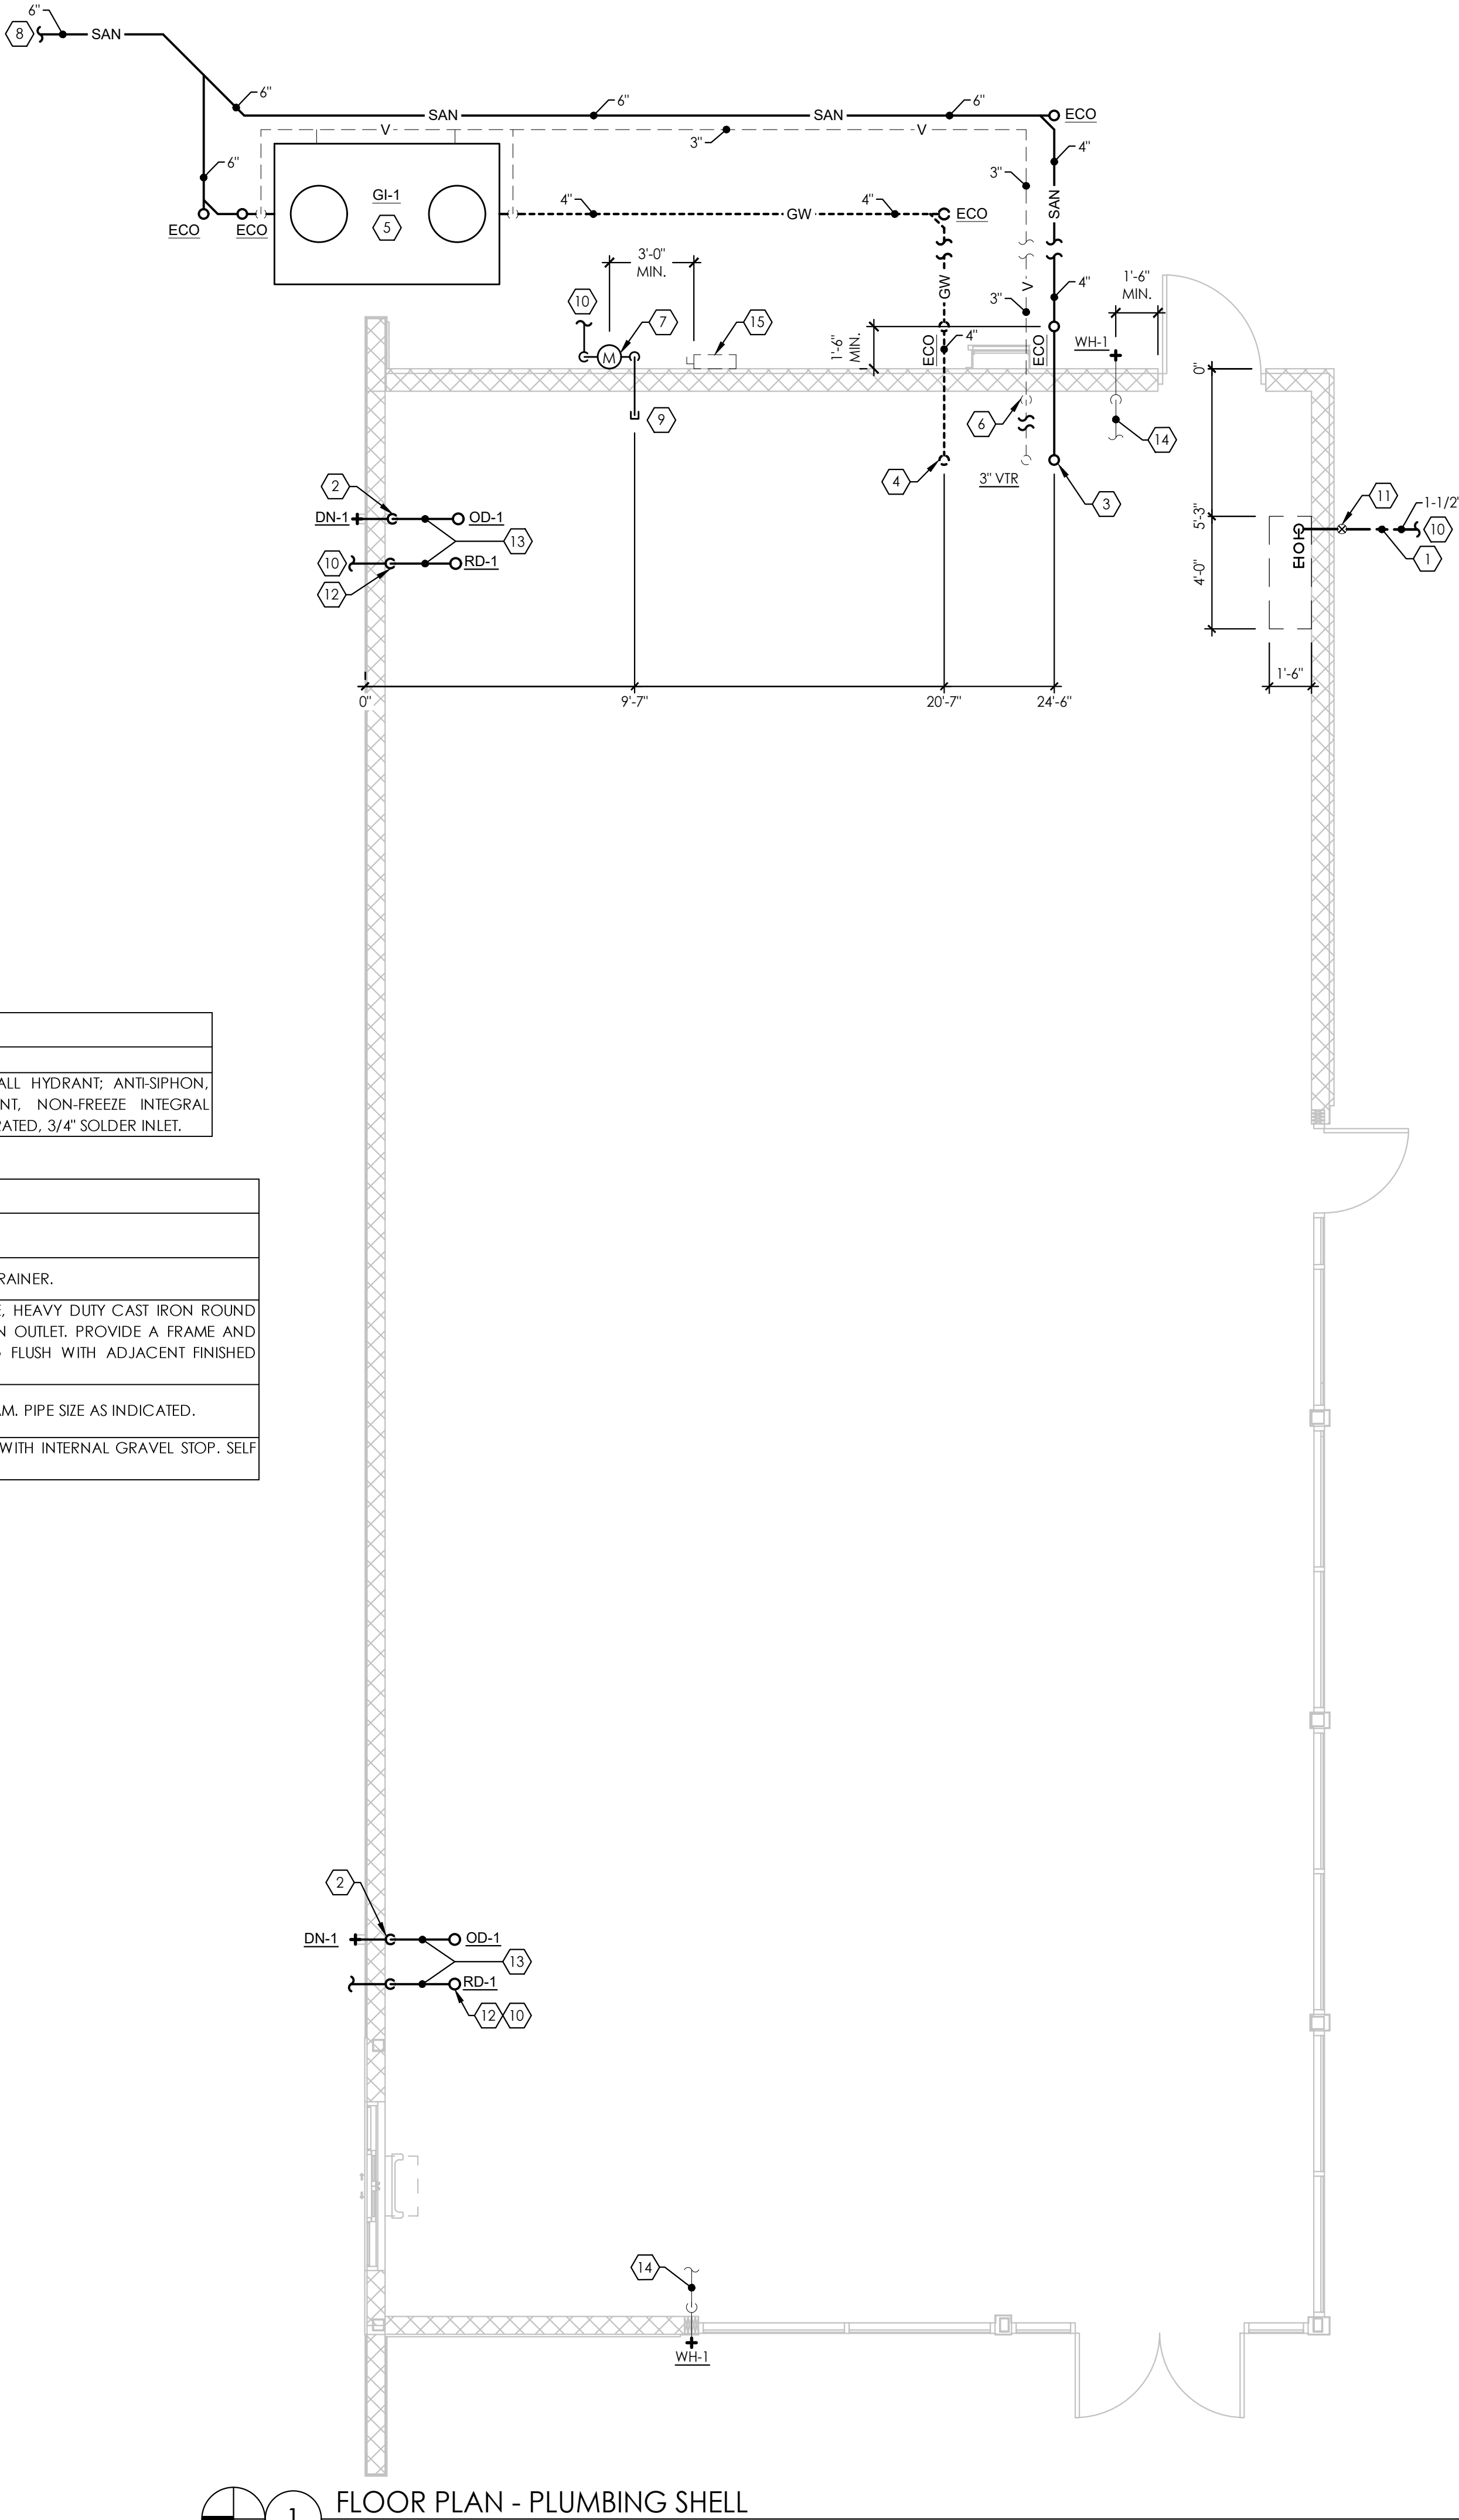 6"
8
SAN
6"
SAN
6"
SAN
6"
ECO
V
V
3"
4"
6"
GI-1
5
3"
SAN
4"
GW
4"
ECO
ECO
ECO
3'-0"
MIN.
1'-6"
MIN.
10
7
15
GW
V
4"
3"
M
1'-6"
MIN.
ECO
4"
ECO
WH-1
0"
9
6
14
2
4
3" VTR
3
11
1-1/2"
DN-1
OD-1
5'-3"
10
13
EIOI
10
RD-1
4'-0"
1
12
1'-6"
0"
9'-7"
20'-7"
24'-6"
ALL HYDRANT; ANTI-SIPHON,
NT, NON-FREEZE INTEGRAL
RATED, 3/4" SOLDER INLET.
RAINER.
E, HEAVY DUTY CAST IRON ROUND
N OUTLET. PROVIDE A FRAME AND
FLUSH WITH ADJACENT FINISHED
AM. PIPE SIZE AS INDICATED.
WITH INTERNAL GRAVEL STOP. SELF
2
DN-1
OD-1
13
RD-1
12
10
14
WH-1
1
FLOOR PLAN - PLUMBING SHELL